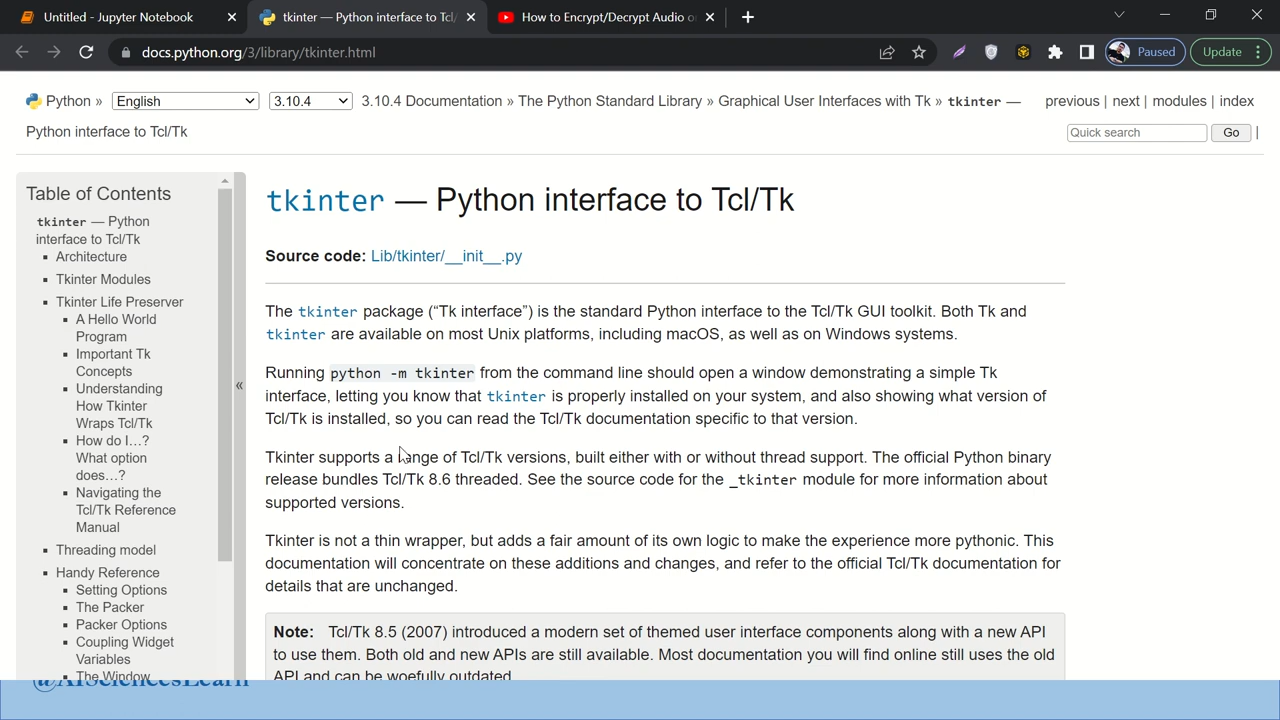 Untitled - Jupyter Notebook
tkinter — Python interface to Tcl/
How to Encrypt/Decrypt Audio o
docs.python.org/3/library/tkinter.html
Paused
Update
Python »
English
3.10.4
3.10.4 Documentation » The Python Standard Library » Graphical User Interfaces with Tk » tkinter —
previous | next | modules | index
Python interface to Tcl/Tk
Quick search
Go |
Table of Contents
tkinter — Python
interface to Tcl/Tk
Architecture
Tkinter Modules
Tkinter Life Preserver
A Hello World
Program
Important Tk
Concepts
Understanding
How Tkinter
Wraps Tcl/Tk
How do I…?
What option
does…?
Navigating the
Tcl/Tk Reference
Manual
Threading model
Handy Reference
Setting Options
The Packer
Packer Options
Coupling Widget
Variables
The Window
«
tkinter — Python interface to Tcl/Tk
Source code: Lib/tkinter/__init__.py
The tkinter package (“Tk interface”) is the standard Python interface to the Tcl/Tk GUI toolkit. Both Tk and
tkinter are available on most Unix platforms, including macOS, as well as on Windows systems.
Running python -m tkinter from the command line should open a window demonstrating a simple Tk
interface, letting you know that tkinter is properly installed on your system, and also showing what version of
Tcl/Tk is installed, so you can read the Tcl/Tk documentation specific to that version.
Tkinter supports a range of Tcl/Tk versions, built either with or without thread support. The official Python binary
release bundles Tcl/Tk 8.6 threaded. See the source code for the _tkinter module for more information about
supported versions.
Tkinter is not a thin wrapper, but adds a fair amount of its own logic to make the experience more pythonic. This
documentation will concentrate on these additions and changes, and refer to the official Tcl/Tk documentation for
details that are unchanged.
Note: Tcl/Tk 8.5 (2007) introduced a modern set of themed user interface components along with a new API
to use them. Both old and new APIs are still available. Most documentation you will find online still uses the old
API and can be woefully outdated.
@AISciencesLearn